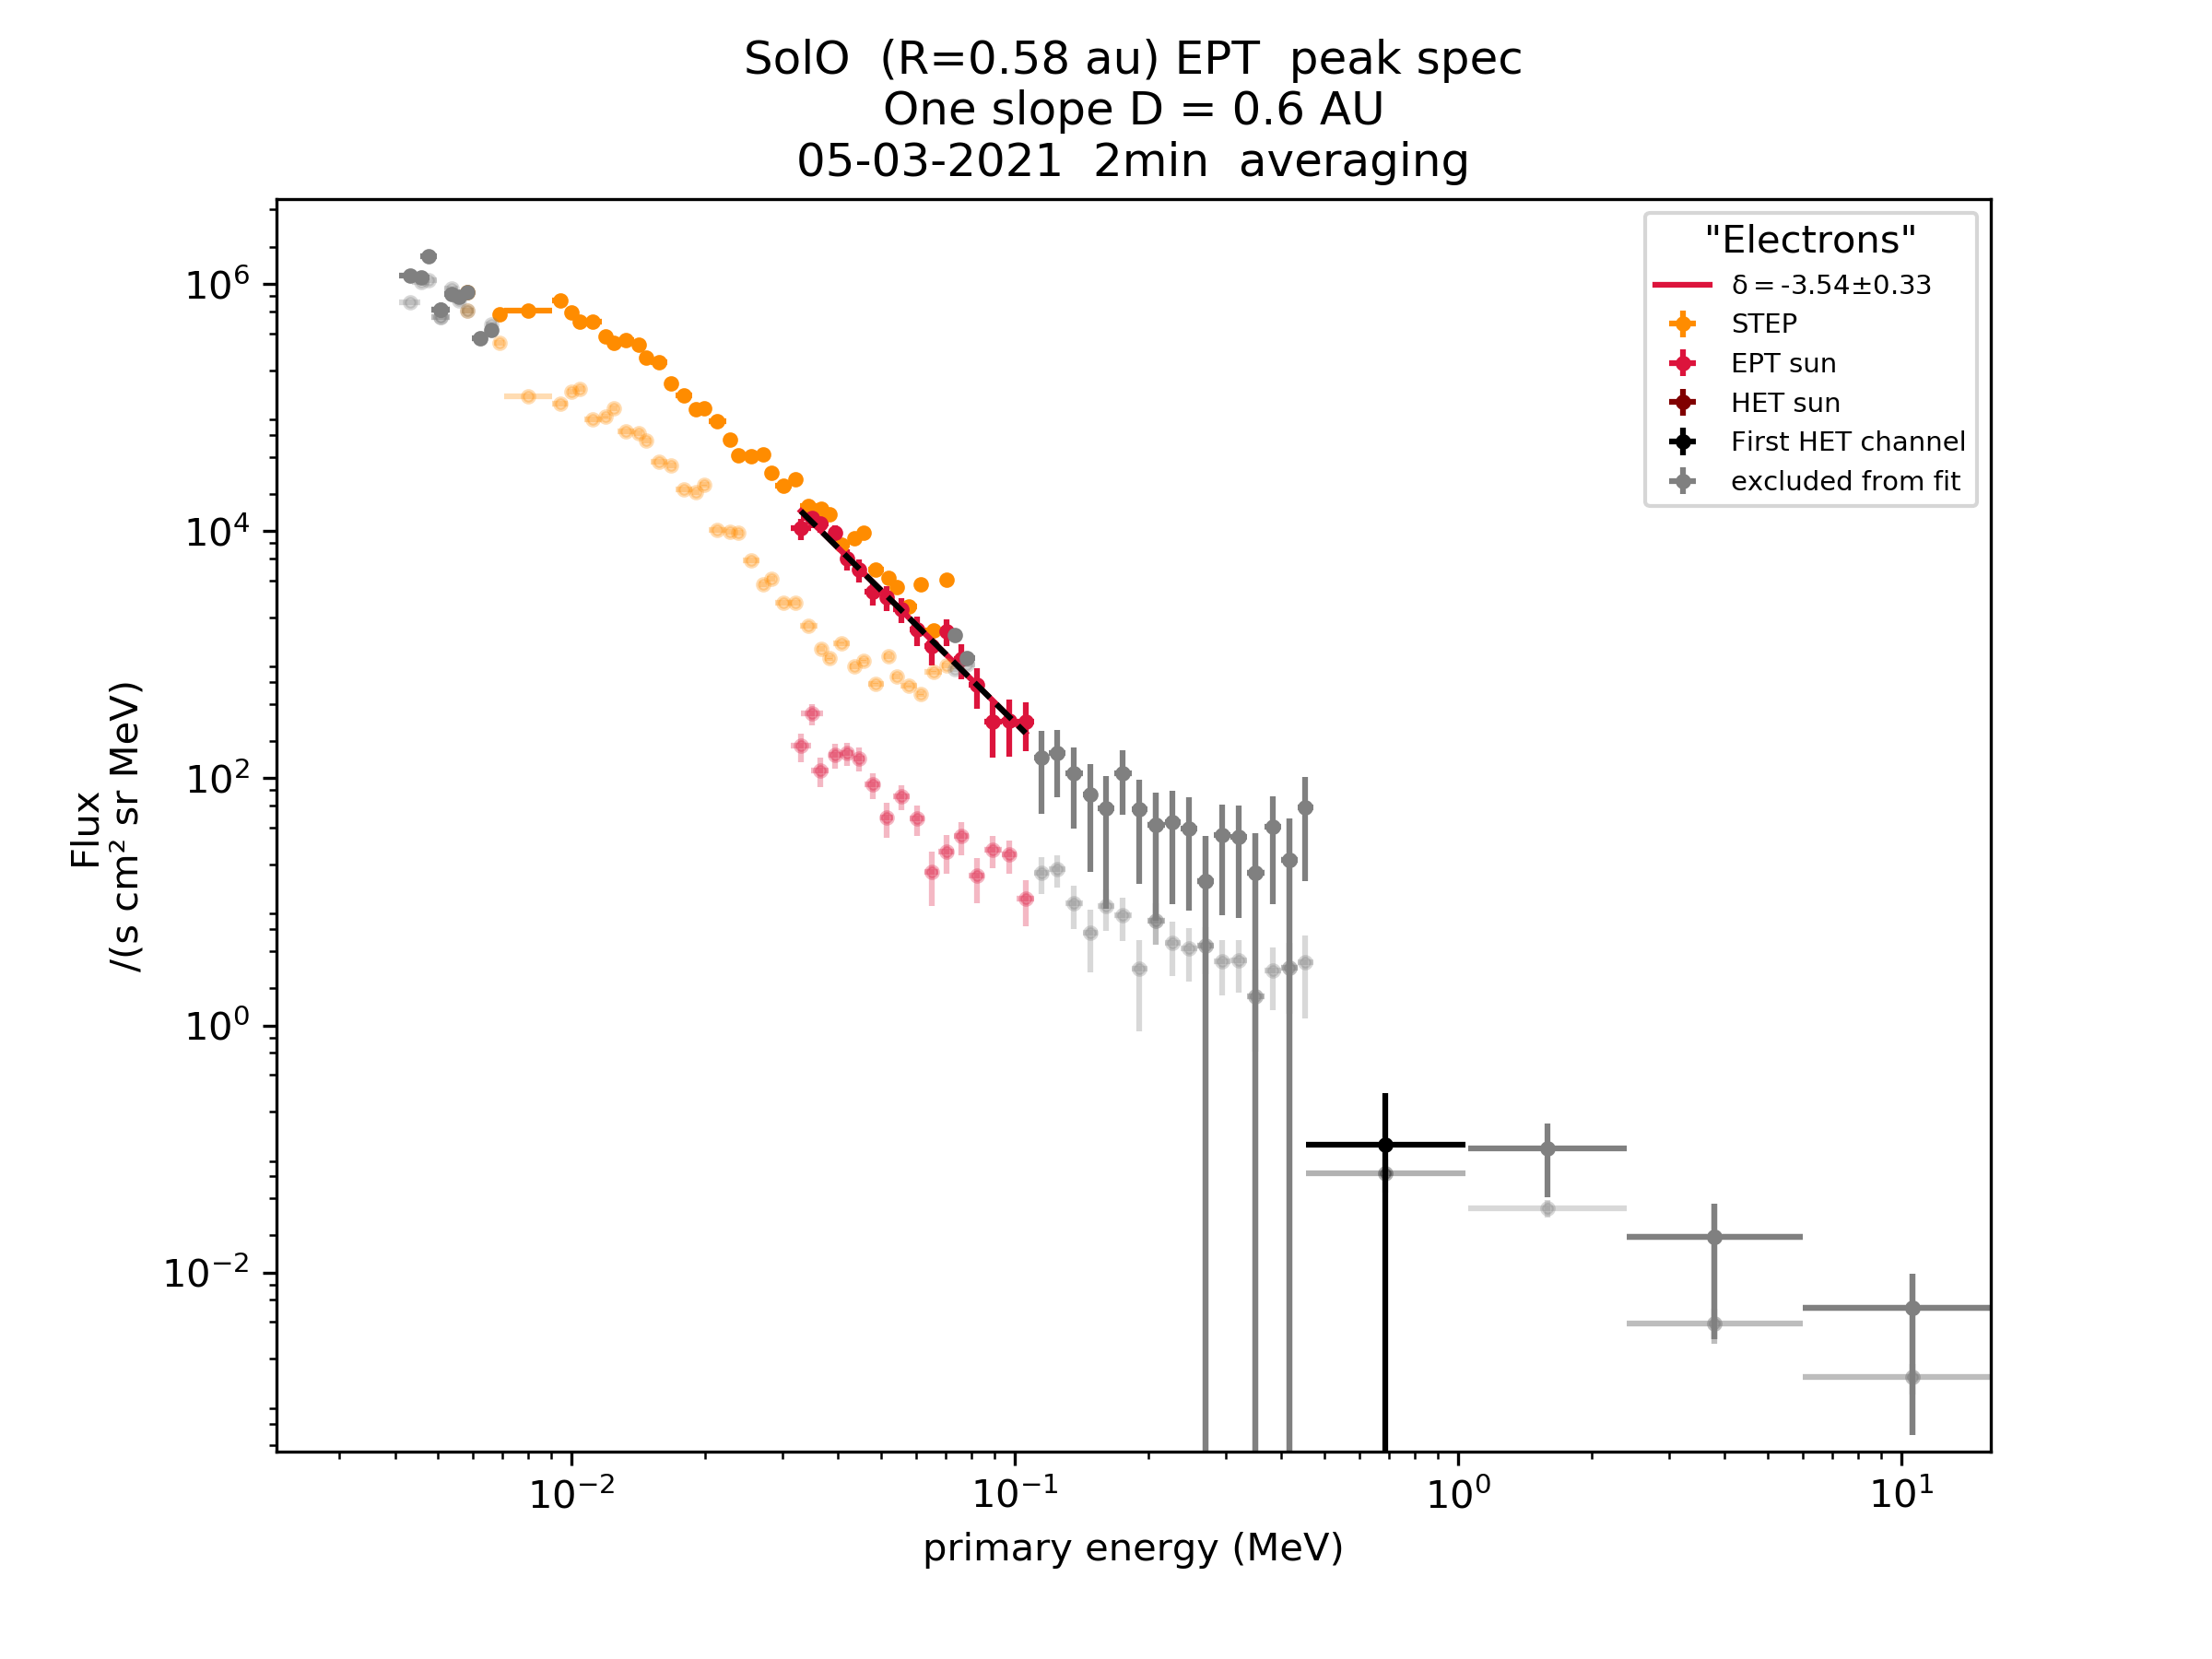 SolO (R=0.58 au) EPT peak spec
One slope D = 0.6 AU
05-03-2021 2min averaging
"Electrons"
δ = -3.54±0.33
STEP
EPT sun
HET sun
First HET channel
excluded from fit
10⁶
10⁴
10²
10⁰
10⁻²
Flux
/(s cm² sr MeV)
10⁻² 10⁻¹ 10⁰ 10¹
primary energy (MeV)